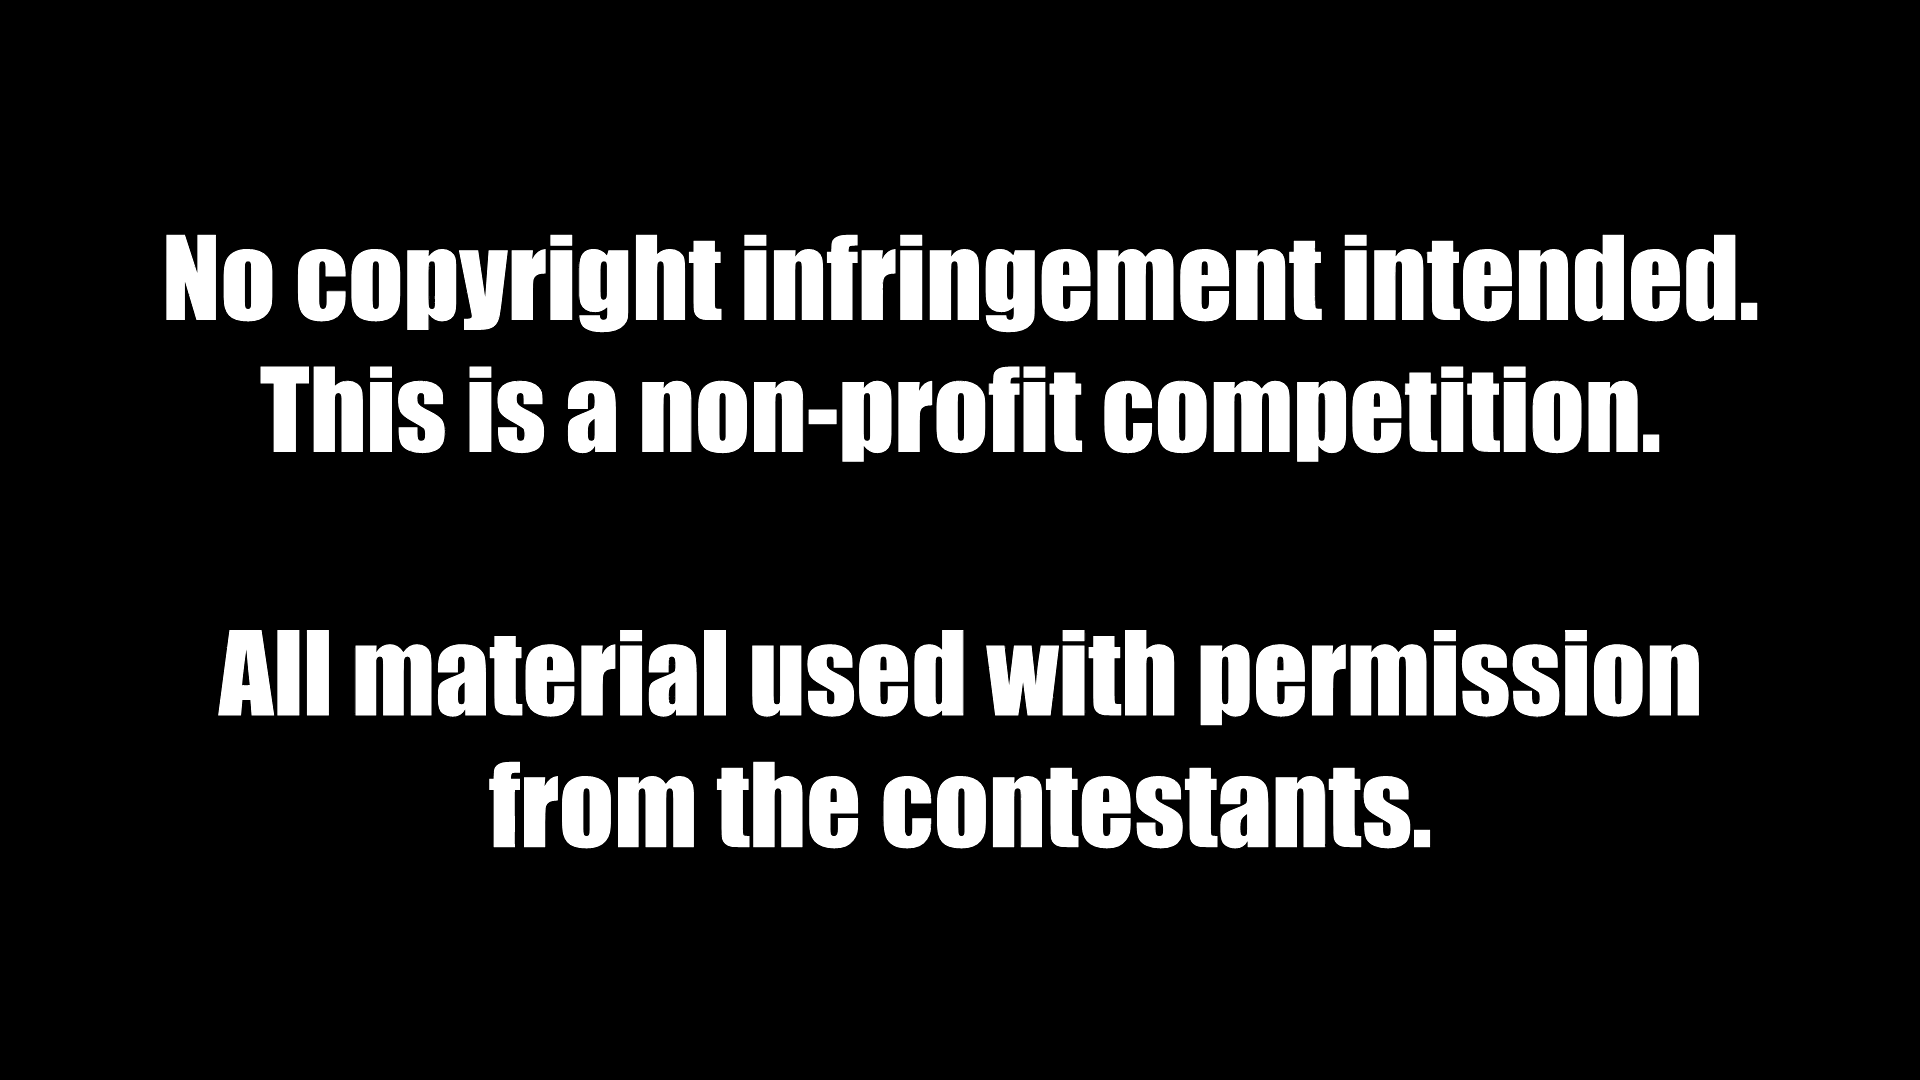 No copyright infringement intended.
This is a non-profit competition.
All material used with permission
from the contestants.